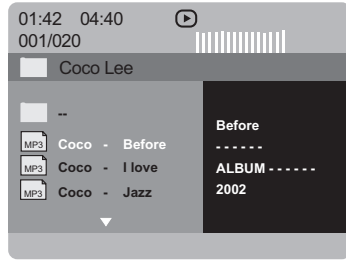 01:42 04:40
001/020
Coco Lee
--
MP3 Coco - Before
MP3 Coco - I love
MP3 Coco - Jazz
Before
- - - - - -
ALBUM - - - - - -
2002